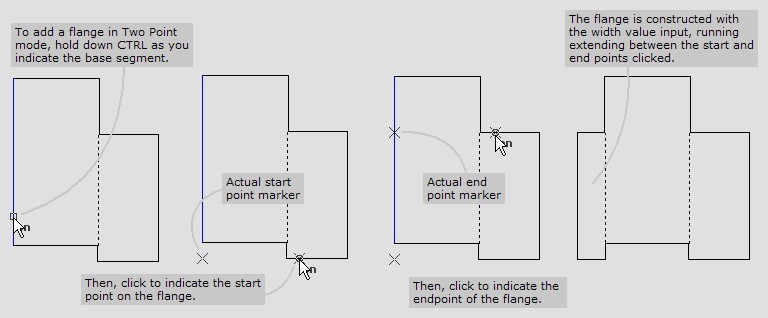 To add a flange in Two Point
mode, hold down CTRL as you
indicate the base segment.
The flange is constructed with
the width value input, running
extending between the start and
end points clicked.
n
n
n
Actual start
point marker
Actual end
point marker
Then, click to indicate the start
point on the flange.
Then, click to indicate the
endpoint of the flange.